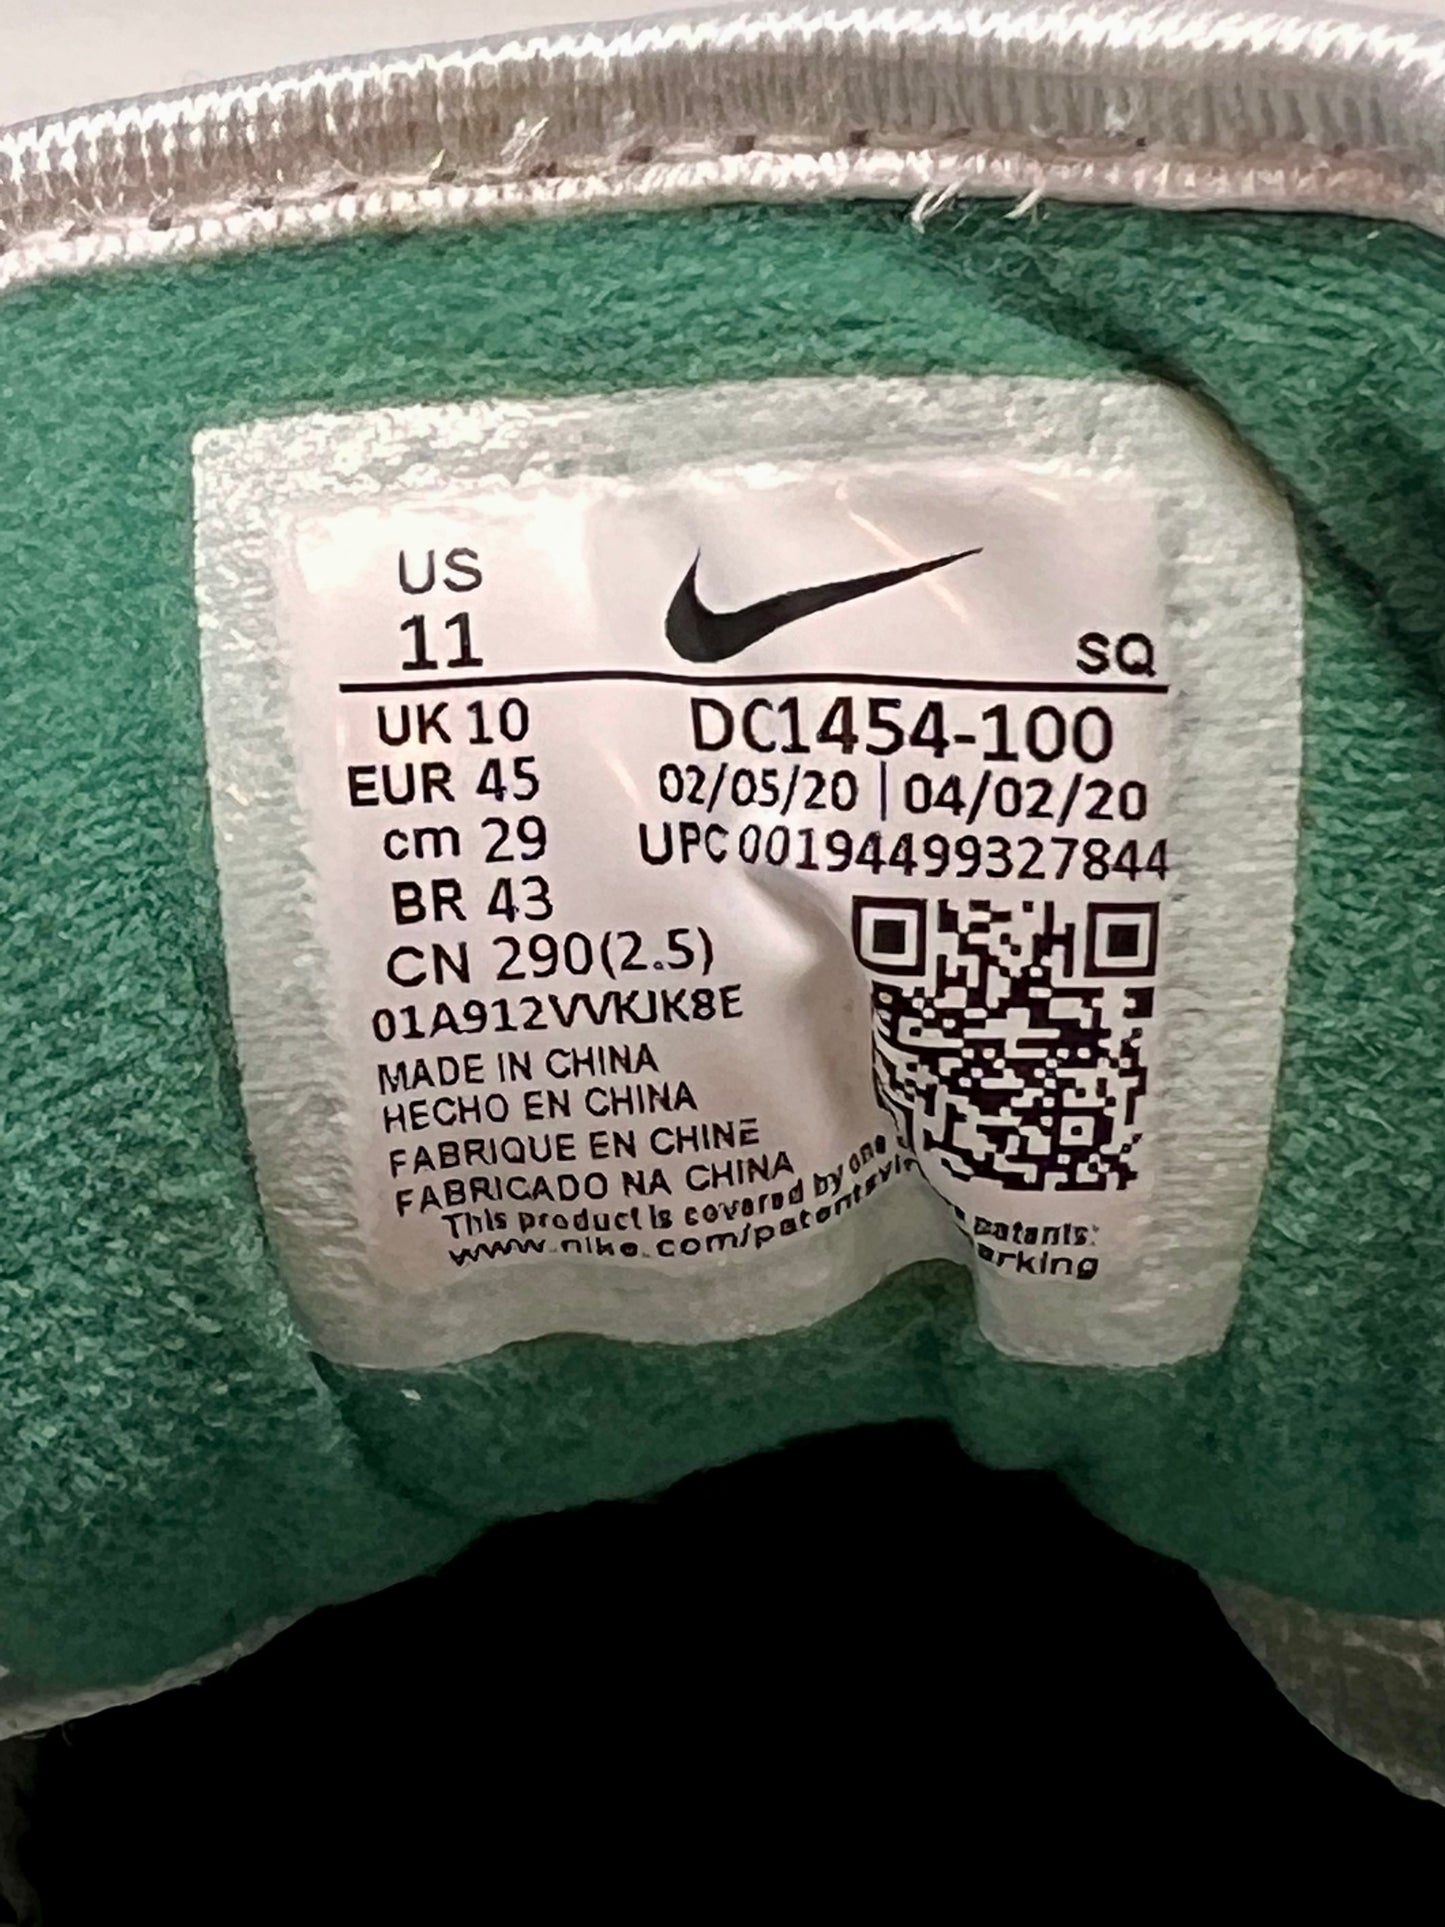 US
11
SQ
UK 10
DC1454-100
EUR 45
02/05/20 | 04/02/20
cm 29
UPC 00194499327844
BR 43
CN 290(2.5)
01A912VVKJK8E
MADE IN CHINA
HECHO EN CHINA
FABRIQUE EN CHINE
FABRICADO NA CHINA
This product is covered by one patents:
www.nike.com/patents